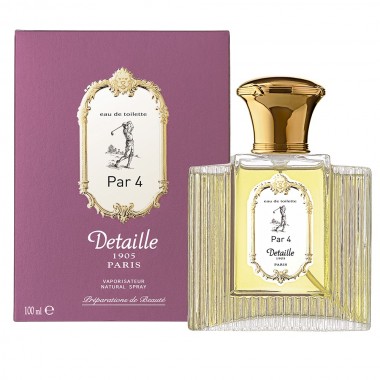 eau de toilette
Par 4
Detaille
1905
PARIS
VAPORISATEUR
NATURAL SPRAY
Préparations de Beauté
100 ml e
eau de toilette
Par 4
Detaille
1905
PARIS